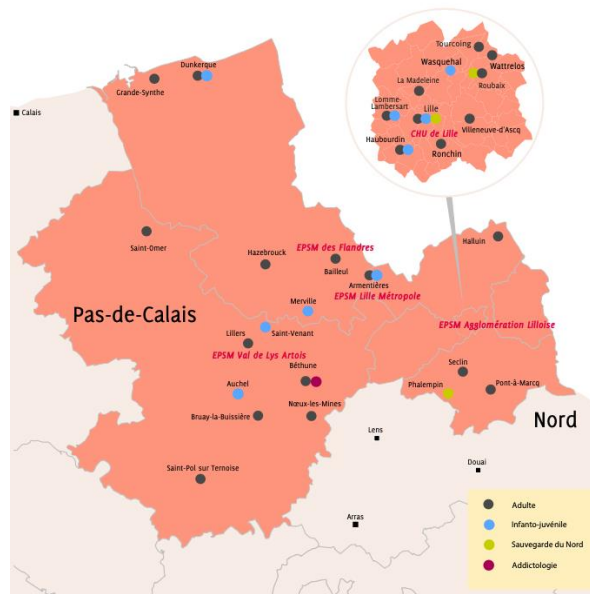 Tourcoing
Wasquehal
Wattrelos
Roubaix
La Madeleine
Lomme-
Lambersart
Lille
Villeneuve-d'Ascq
CHU de Lille
Haubourdin
Ronchin
Dunkerque
Grande-Synthe
Calais
Saint-Omer
Hazebrouck
EPSM des Flandres
Bailleul
Halluin
Armentières
EPSM Lille Métropole
Merville
Pas-de-Calais
Saint-Venant
Lillers
EPSM Val de Lys Artois
EPSM Agglomération Lilloise
Béthune
Seclin
Auchel
Phalempin
Pont-à-Marcq
Bruay-la-Buissière
Nœux-les-Mines
Nord
Lens
Douai
Saint-Pol sur Ternoise
Arras
Adulte
Infanto-juvénile
Sauvegarde du Nord
Addictologie